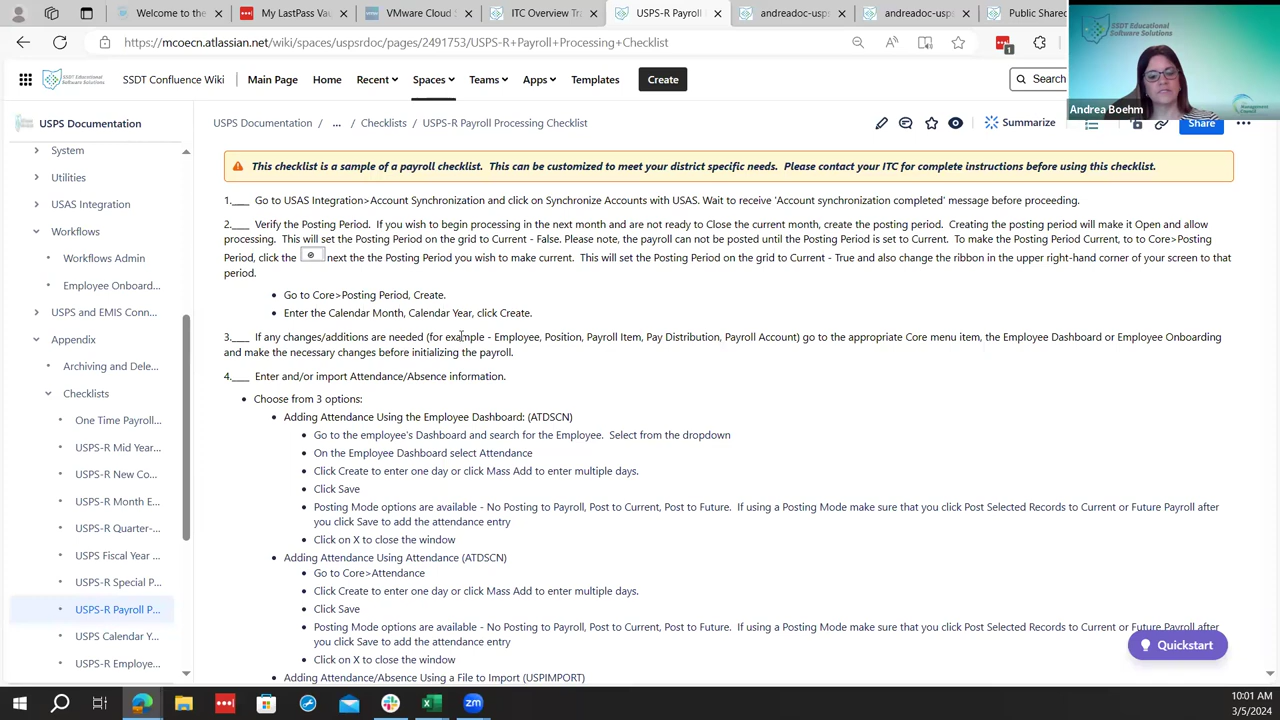 Welcome to the
My LastPass Vau
VMware Cloud
ITC Overview Tra
USPS-R Payroll
andreadoc-usps
andreadoc-usp
Public Shared
https://mcoecn.atlassian.net/wiki/spaces/uspsrdoc/pages/2491753/USPS-R+Payroll+Processing+Checklist
1
SSDT Educational Software Solutions
SSDT Confluence Wiki
Main Page
Home
Recent
Spaces
Teams
Apps
Templates
Create
Search
SSDT Educational
Software Solutions
Management
Council
Andrea Boehm
USPS Documentation
System
Utilities
USAS Integration
Workflows
Workflows Admin
Employee Onboard...
USPS and EMIS Conn...
Appendix
Archiving and Dele...
Checklists
One Time Payroll...
USPS-R Mid Year...
USPS-R New Co...
USPS-R Month E...
USPS-R Quarter-...
USPS Fiscal Year ...
USPS-R Special P...
USPS-R Payroll P...
USPS Calendar Y...
USPS-R Employe...
USPS Documentation / ... / C USPS-R Payroll Processing Checklist
Summarize
Share
This checklist is a sample of a payroll checklist. This can be customized to meet your district specific needs. Please contact your ITC for complete instructions before using this checklist.
1.____ Go to USAS Integration>Account Synchronization and click on Synchronize Accounts with USAS. Wait to receive 'Account synchronization completed' message before proceeding.
2.____ Verify the Posting Period. If you wish to begin processing in the next month and are not ready to Close the current month, create the posting period. Creating the posting period will make it Open and allow
processing. This will set the Posting Period on the grid to Current - False. Please note, the payroll can not be posted until the Posting Period is set to Current. To make the Posting Period Current, to to Core>Posting
Period, click the next the the Posting Period you wish to make current. This will set the Posting Period on the grid to Current - True and also change the ribbon in the upper right-hand corner of your screen to that
period.
• Go to Core>Posting Period, Create.
• Enter the Calendar Month, Calendar Year, click Create.
3.____ If any changes/additions are needed (for example - Employee, Position, Payroll Item, Pay Distribution, Payroll Account) go to the appropriate Core menu item, the Employee Dashboard or Employee Onboarding
and make the necessary changes before initializing the payroll.
4.____ Enter and/or import Attendance/Absence information.
• Choose from 3 options:
• Adding Attendance Using the Employee Dashboard: (ATDSCN)
• Go to the employee's Dashboard and search for the Employee. Select from the dropdown
• On the Employee Dashboard select Attendance
• Click Create to enter one day or click Mass Add to enter multiple days.
• Click Save
• Posting Mode options are available - No Posting to Payroll, Post to Current, Post to Future. If using a Posting Mode make sure that you click Post Selected Records to Current or Future Payroll after
you click Save to add the attendance entry
• Click on X to close the window
• Adding Attendance Using Attendance (ATDSCN)
• Go to Core>Attendance
• Click Create to enter one day or click Mass Add to enter multiple days.
• Click Save
• Posting Mode options are available - No Posting to Payroll, Post to Current, Post to Future. If using a Posting Mode make sure that you click Post Selected Records to Current or Future Payroll after
you click Save to add the attendance entry
• Click on X to close the window
• Adding Attendance/Absence Using a File to Import (USPIMPORT)
Quickstart
10:01 AM
3/5/2024